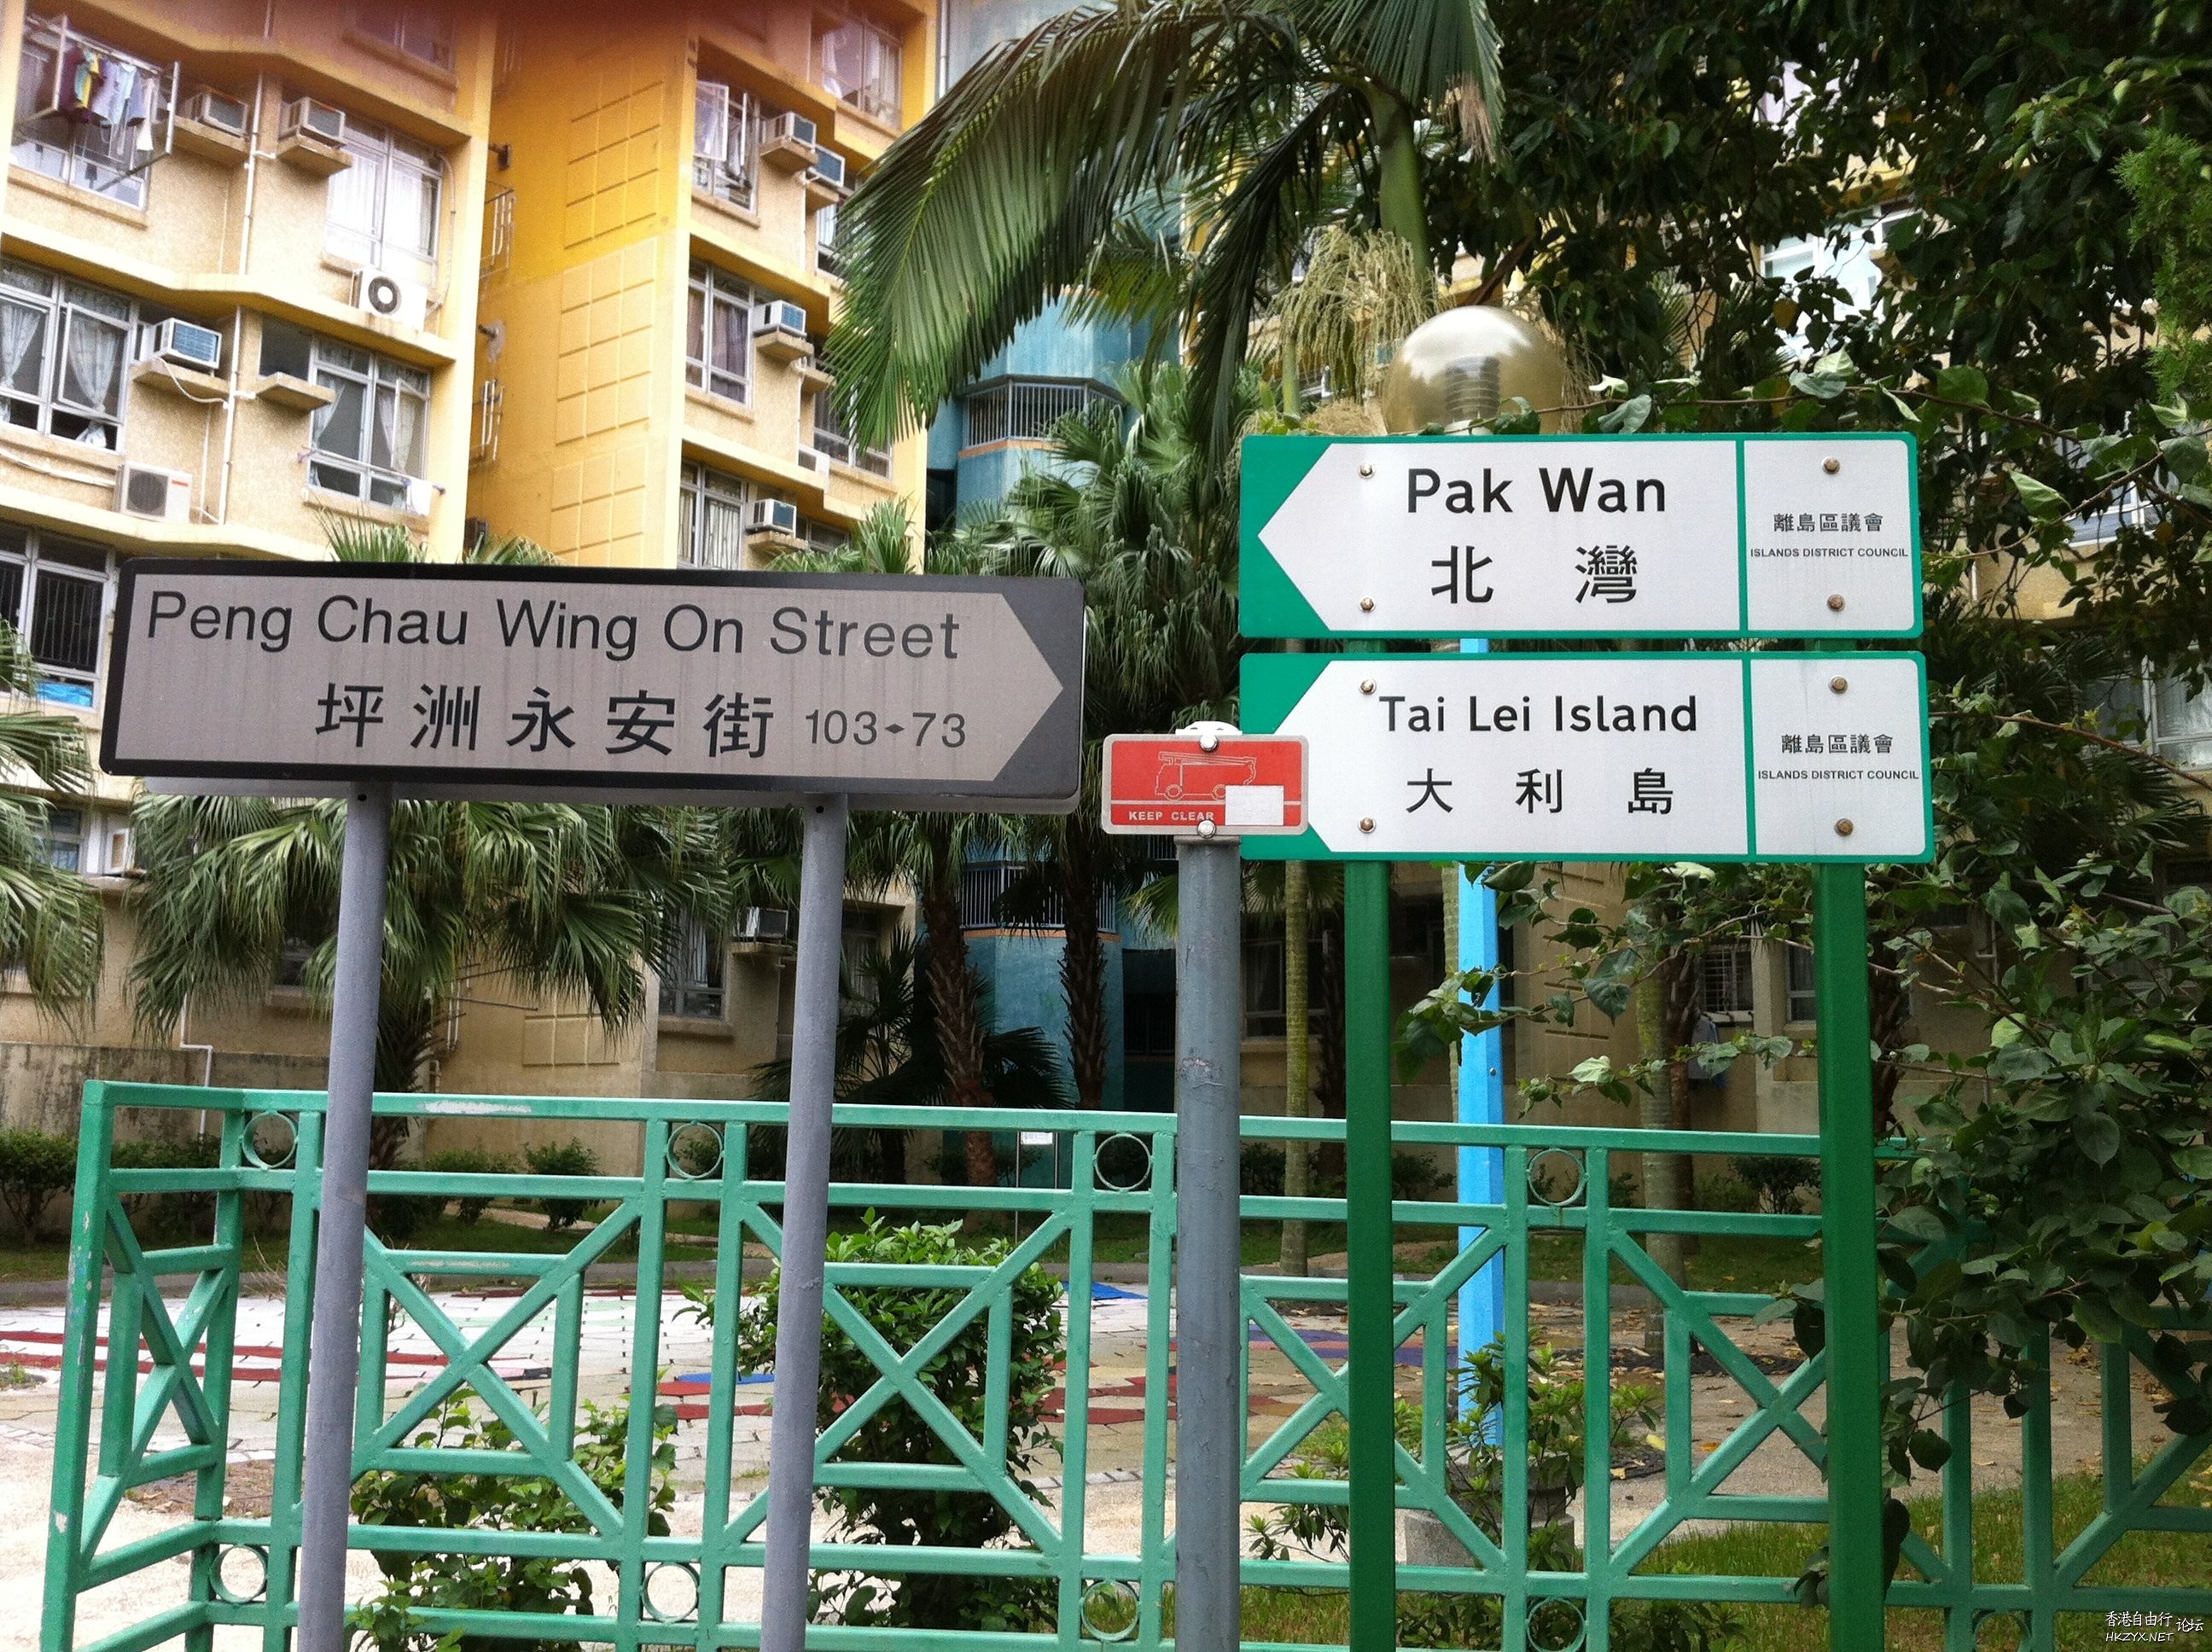 Peng Chau Wing On Street
坪洲永安街 103-73
Pak Wan
北灣
離島區議會
ISLANDS DISTRICT COUNCIL
Tai Lei Island
大利島
離島區議會
ISLANDS DISTRICT COUNCIL
KEEP CLEAR
香港自由行论坛
HKZYX.NET